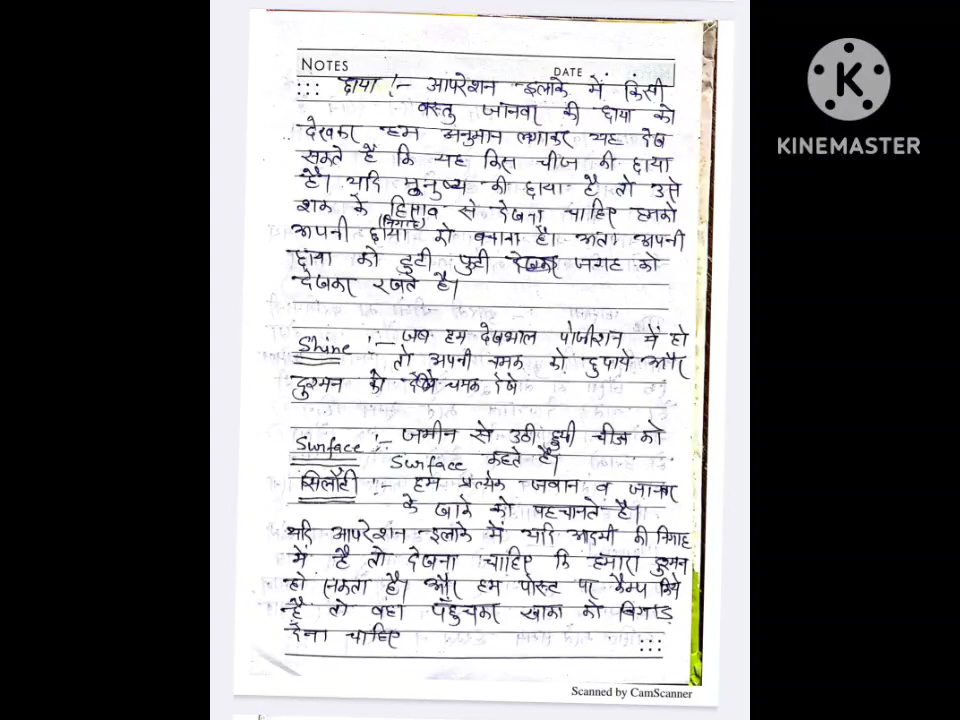 NOTES DATE
छाया :- आपरेशन इलाके में किसी
वस्तु जानवर की छाया को
देखकर हम अनुमान लगाकर यह देख
सकते है कि यह किस चीज की छाया
है। यदि मनुष्य की छाया है तो उसे
शक के हिसाव से देखना चाहिए हमको
अपनी छाया (निगाह) को बचाना है। अतः अपनी
छाया को टुटी फुटी देखकर जगह को
देखकर रखते है।
Shine :- जब हम देखभाल पोजीशन में हो
तो अपनी चमक को छुपाये और
दुश्मन की चमक देखे
Surface :- जमीन से उठी हुयी चीज को
Surface कहते है।
सिलौटी :- हम प्रत्येक जवान व जानवर
के खाके को पहचानते है।
यदि आपरेशन इलाके में यदि आदमी की निगाह
में है तो देखना चाहिए कि हमारा दुश्मन
हो सकता है। और हम पोस्ट पर कैम्प किये
है तो वहां पहुँचकर खाका को बिगाड़
देना चाहिए
Scanned by CamScanner
KINEMASTER